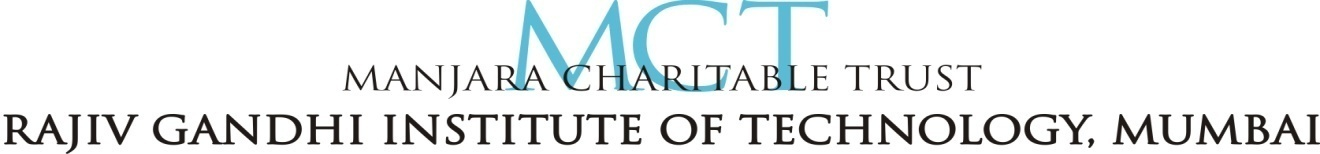 MCT
MANJARA CHARITABLE TRUST
RAJIV GANDHI INSTITUTE OF TECHNOLOGY, MUMBAI